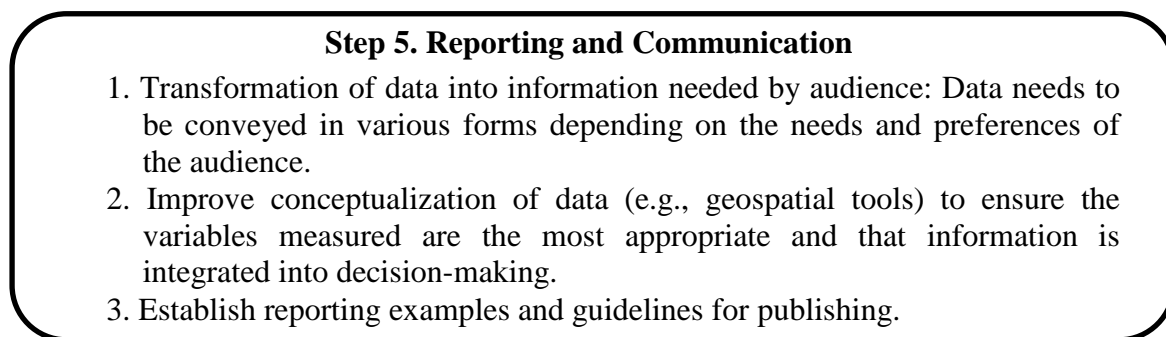 Step 5. Reporting and Communication
1. Transformation of data into information needed by audience: Data needs to
be conveyed in various forms depending on the needs and preferences of
the audience.
2. Improve conceptualization of data (e.g., geospatial tools) to ensure the
variables measured are the most appropriate and that information is
integrated into decision-making.
3. Establish reporting examples and guidelines for publishing.